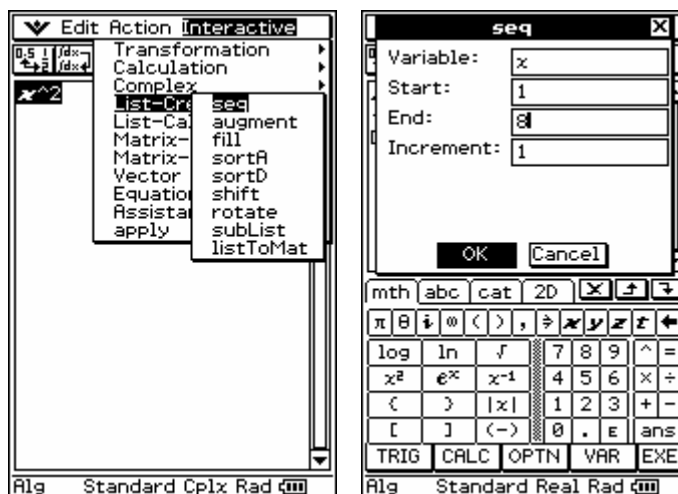 Edit Action Interactive
Transformation
Calculation
Complex
x^2
List-Cre
seq
List-Ca
augment
Matrix-
fill
Matrix-
sortA
Vector
sortD
Equatio
shift
Assista
rotate
apply
subList
listToMat
Alg Standard Cplx Rad
seq
Variable: x
Start: 1
End: 8
Increment: 1
OK Cancel
mth abc cat 2D
π θ i ∞ ( ) , ⇒ x y z t ←
log ln √ 7 8 9 ^ =
x² eˣ x⁻¹ 4 5 6 × ÷
{ } |x| 1 2 3 + −
[ ] (−) 0 . E ans
TRIG CALC OPTN VAR EXE
Alg Standard Real Rad